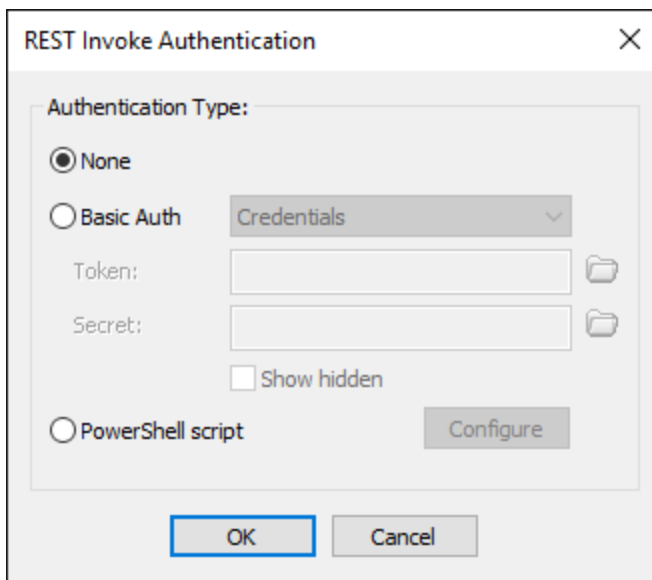 REST Invoke Authentication
Authentication Type:
None
Basic Auth Credentials
Token:
Secret:
Show hidden
PowerShell script Configure
OK Cancel